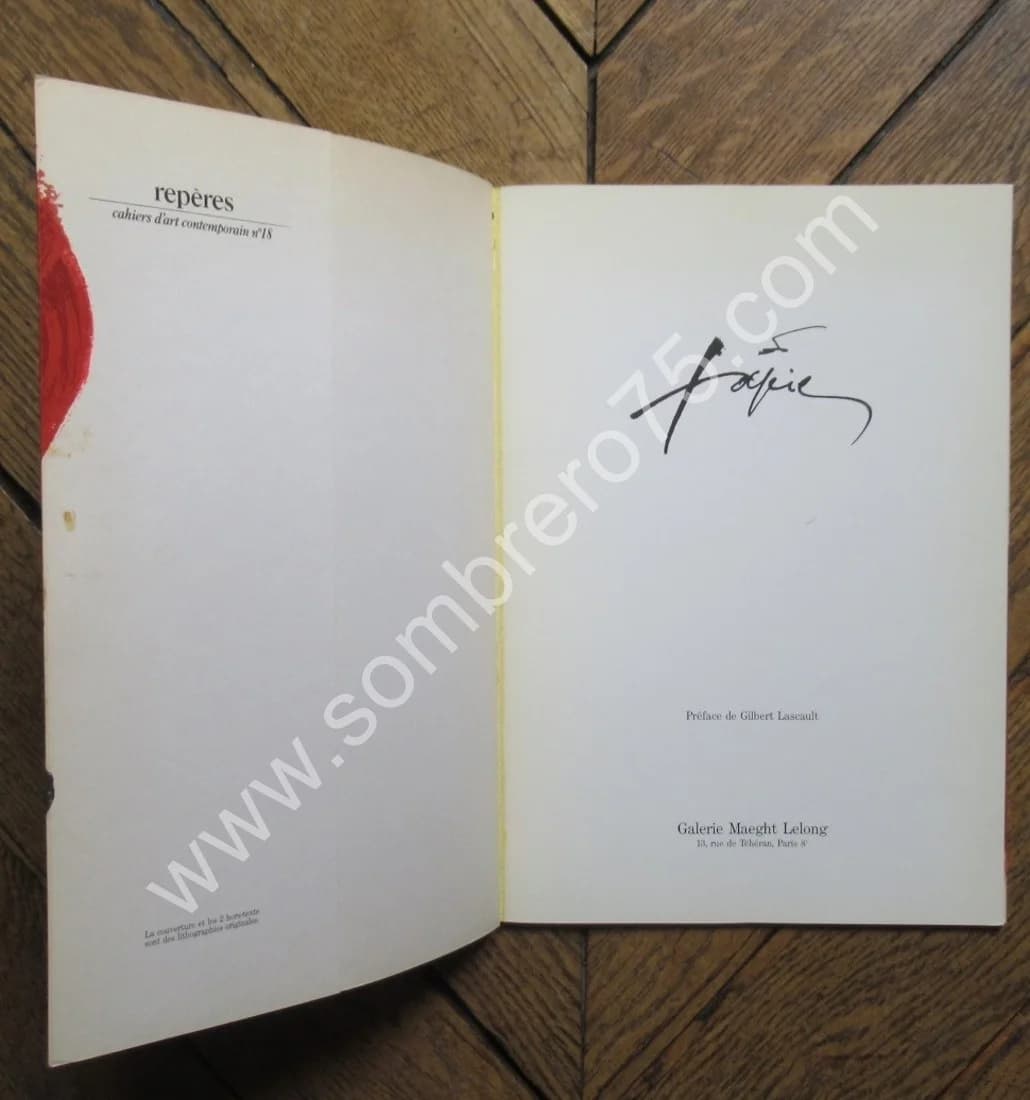 repères
cahiers d'art contemporain n°18
La couverture et les 2 hors-texte
sont des lithographies originales.
Tàpies
Préface de Gilbert Lascault
Galerie Maeght Lelong
13, rue de Téhéran, Paris 8e
www.sombrero75.com